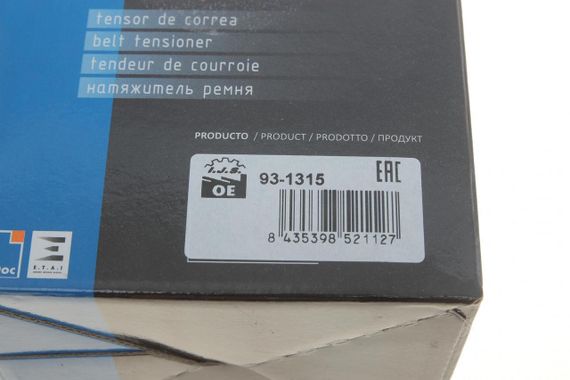 tensor de correa
belt tensioner
tendeur de courroie
натяжитель ремня
PRODUCTO / PRODUCT / PRODOTTO / ПРОДУКТ
I.J.S.
OE
93-1315
EAC
8 435398 521127
E.T.A.I